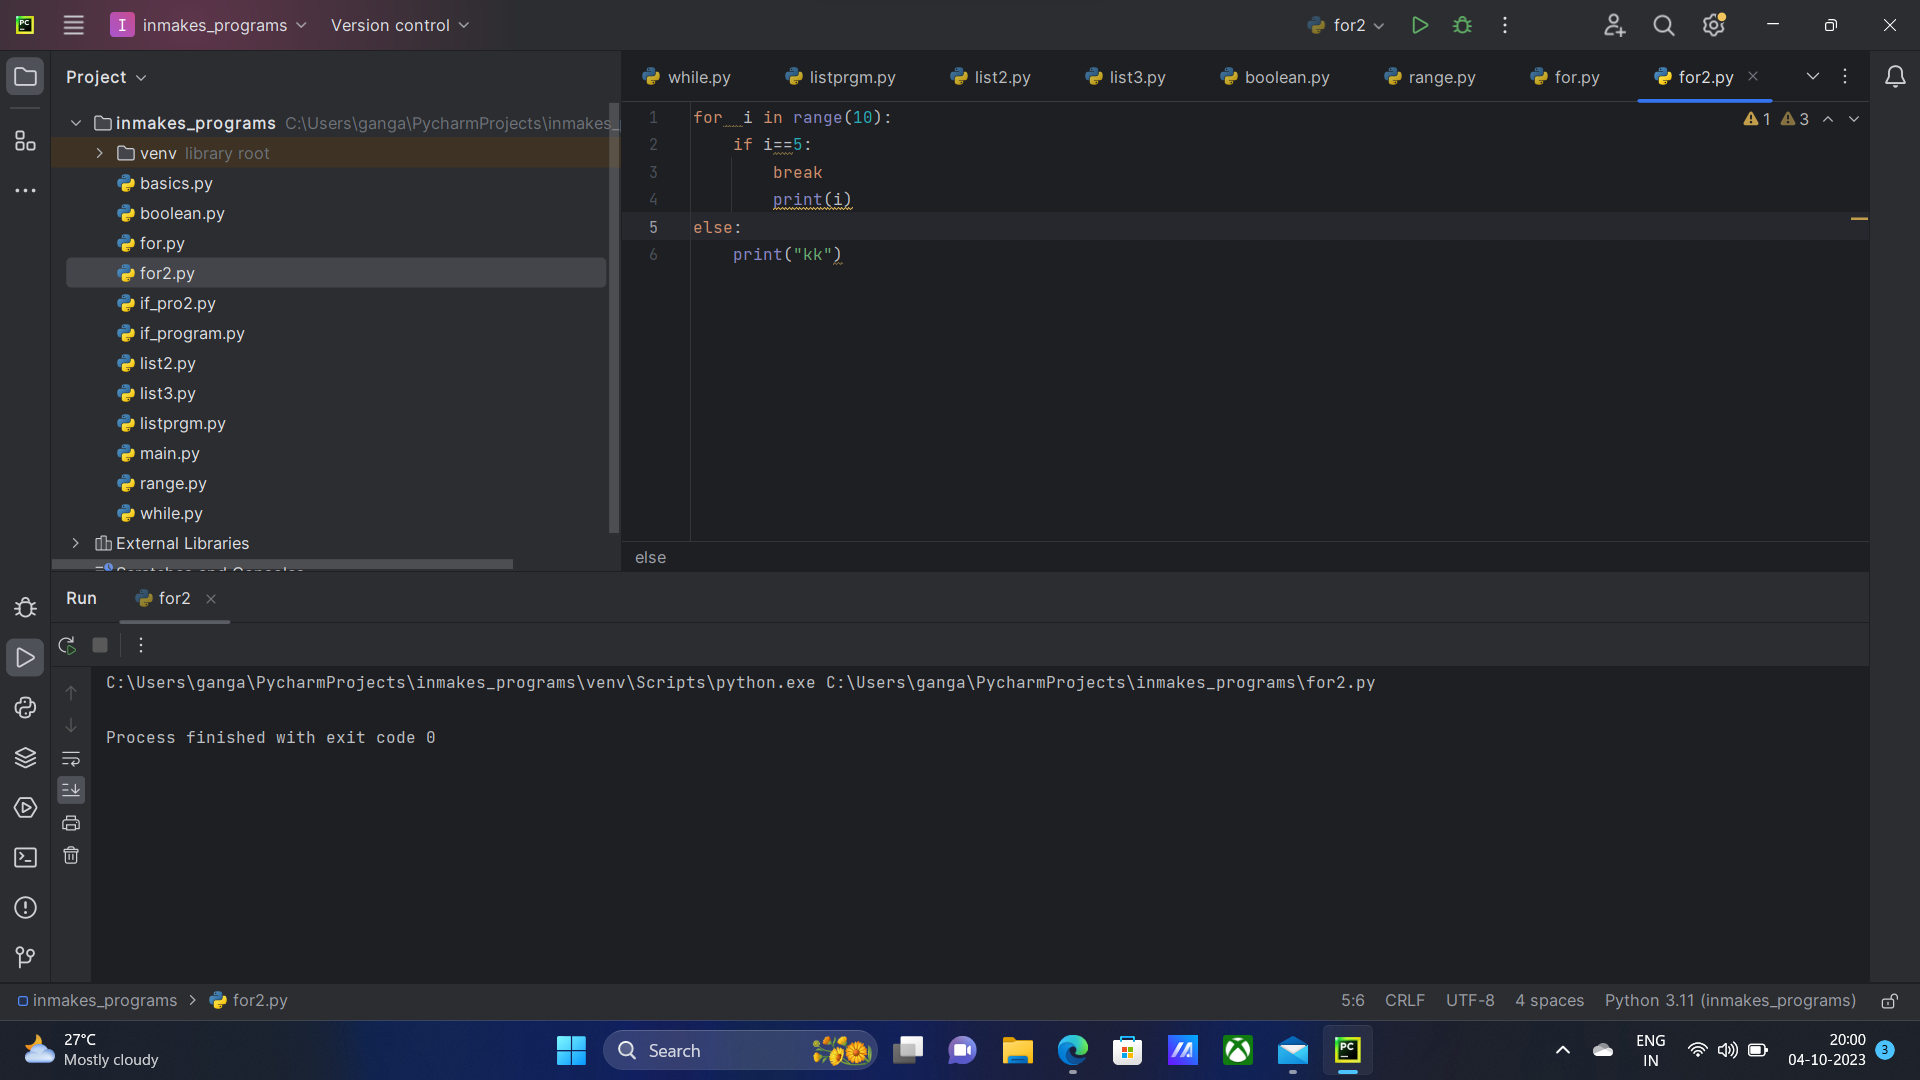 PC
I inmakes_programs Version control for2
Project
while.py listprgm.py list2.py list3.py boolean.py range.py for.py for2.py
inmakes_programs C:\Users\ganga\PycharmProjects\inmakes_
venv library root
basics.py
boolean.py
for.py
for2.py
if_pro2.py
if_program.py
list2.py
list3.py
listprgm.py
main.py
range.py
while.py
External Libraries
Scratches and Consoles
1 for  i in range(10):
2     if i==5:
3         break
4         print(i)
5 else:
6     print("kk")
1 3
else
Run for2
C:\Users\ganga\PycharmProjects\inmakes_programs\venv\Scripts\python.exe C:\Users\ganga\PycharmProjects\inmakes_programs\for2.py
Process finished with exit code 0
inmakes_programs for2.py 5:6 CRLF UTF-8 4 spaces Python 3.11 (inmakes_programs)
27°C
Mostly cloudy
Search
PC
ENG
IN
20:00
04-10-2023
3